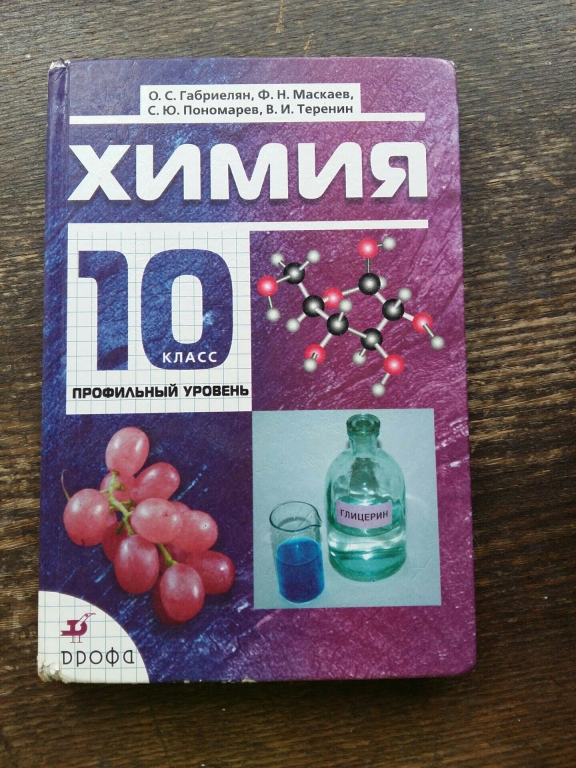 О. С. Габриелян, Ф. Н. Маскаев,
С. Ю. Пономарев, В. И. Теренин
ХИМИЯ
10
КЛАСС
ПРОФИЛЬНЫЙ УРОВЕНЬ
ГЛИЦЕРИН
дрофа